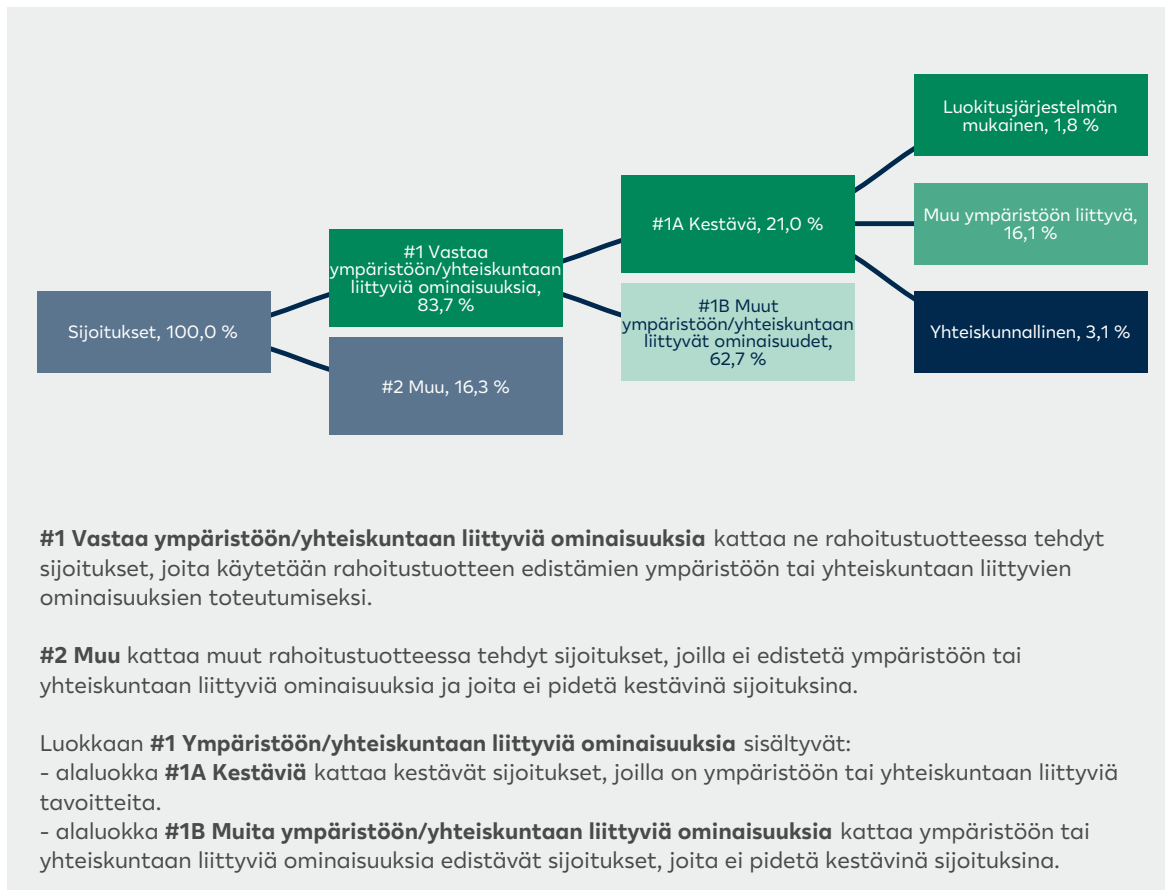 Sijoitukset, 100,0 %
#1 Vastaa
ympäristöön/yhteiskuntaan
liittyviä ominaisuuksia,
83,7 %
#2 Muu, 16,3 %
#1A Kestävä, 21,0 %
#1B Muut
ympäristöön/yhteiskuntaan
liittyvät ominaisuudet,
62,7 %
Luokitusjärjestelmän
mukainen, 1,8 %
Muu ympäristöön liittyvä,
16,1 %
Yhteiskunnallinen, 3,1 %
#1 Vastaa ympäristöön/yhteiskuntaan liittyviä ominaisuuksia kattaa ne rahoitustuotteessa tehdyt
sijoitukset, joita käytetään rahoitustuotteen edistämien ympäristöön tai yhteiskuntaan liittyvien
ominaisuuksien toteutumiseksi.
#2 Muu kattaa muut rahoitustuotteessa tehdyt sijoitukset, joilla ei edistetä ympäristöön tai
yhteiskuntaan liittyviä ominaisuuksia ja joita ei pidetä kestävinä sijoituksina.
Luokkaan #1 Ympäristöön/yhteiskuntaan liittyviä ominaisuuksia sisältyvät:
- alaluokka #1A Kestäviä kattaa kestävät sijoitukset, joilla on ympäristöön tai yhteiskuntaan liittyviä
tavoitteita.
- alaluokka #1B Muita ympäristöön/yhteiskuntaan liittyviä ominaisuuksia kattaa ympäristöön tai
yhteiskuntaan liittyviä ominaisuuksia edistävät sijoitukset, joita ei pidetä kestävinä sijoituksina.